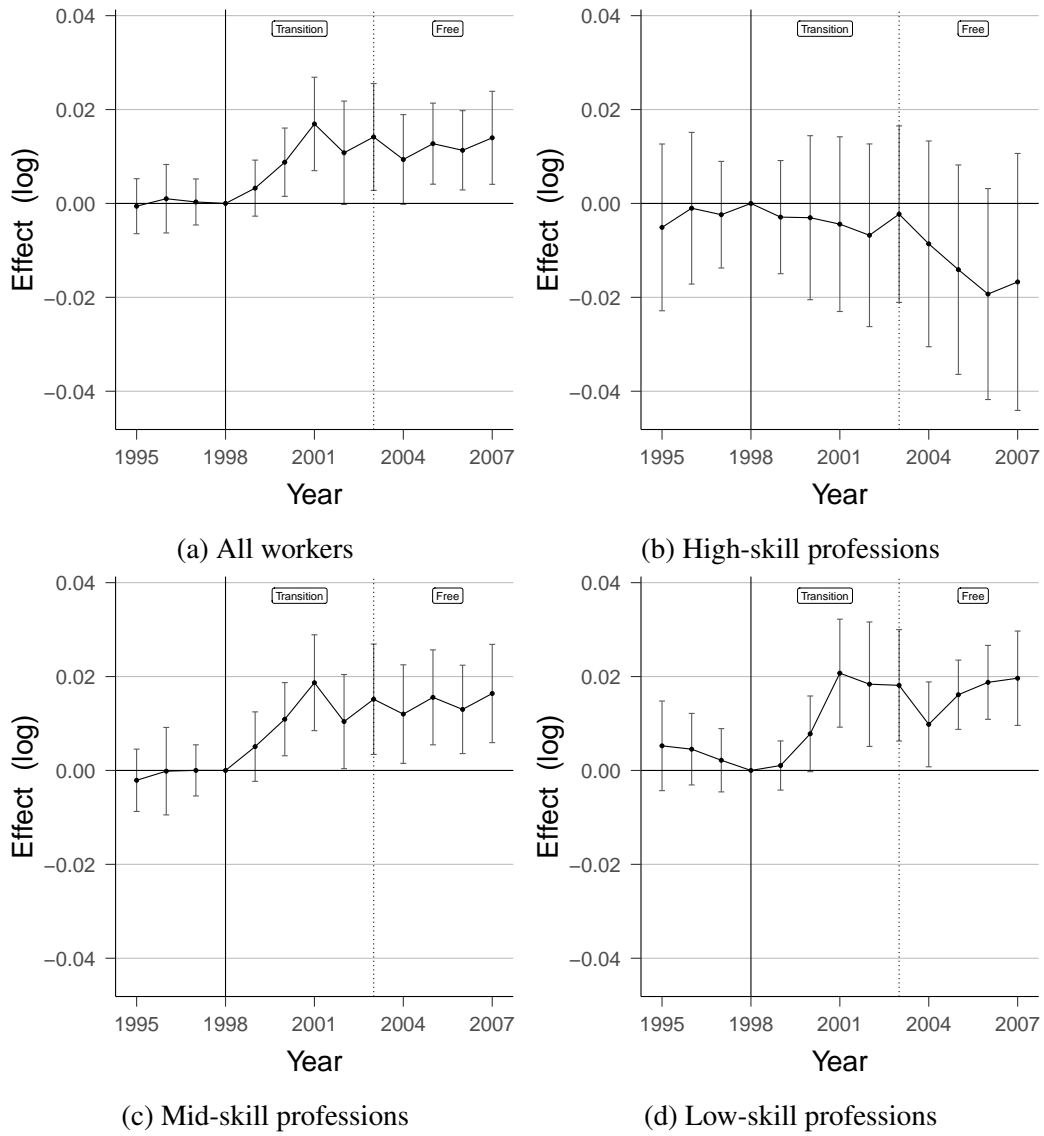 0.04
0.02
0.00
−0.02
−0.04
Effect (log)
Transition
Free
1995
1998
2001
2004
2007
Year
(a) All workers
0.04
0.02
0.00
−0.02
−0.04
Effect (log)
Transition
Free
1995
1998
2001
2004
2007
Year
(b) High-skill professions
0.04
0.02
0.00
−0.02
−0.04
Effect (log)
Transition
Free
1995
1998
2001
2004
2007
Year
(c) Mid-skill professions
0.04
0.02
0.00
−0.02
−0.04
Effect (log)
Transition
Free
1995
1998
2001
2004
2007
Year
(d) Low-skill professions